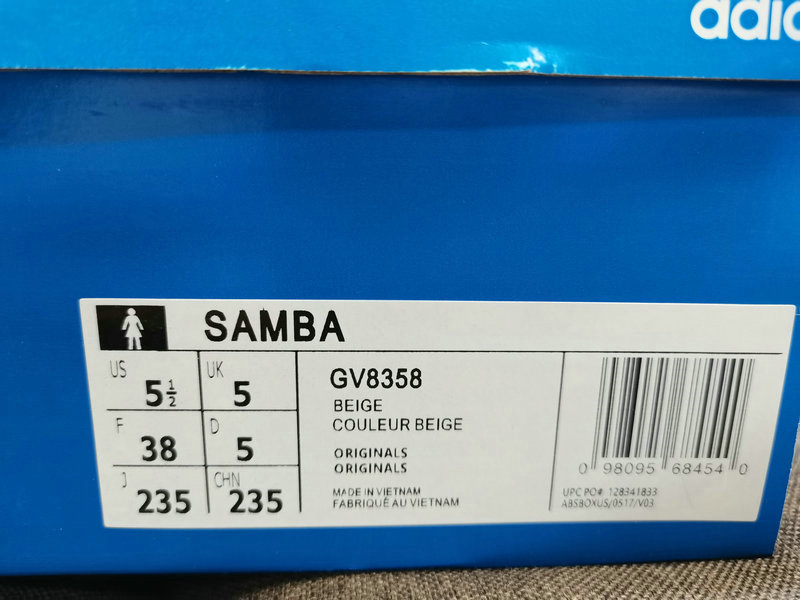 adid
SAMBA
US 5½ UK 5
F 38 D 5
J 235 CHN 235
GV8358
BEIGE
COULEUR BEIGE
ORIGINALS
ORIGINALS
MADE IN VIETNAM
FABRIQUÉ AU VIETNAM
0 98095 68454 0
UPC PO#: 128341833
ABSBOXUS/0517/V03